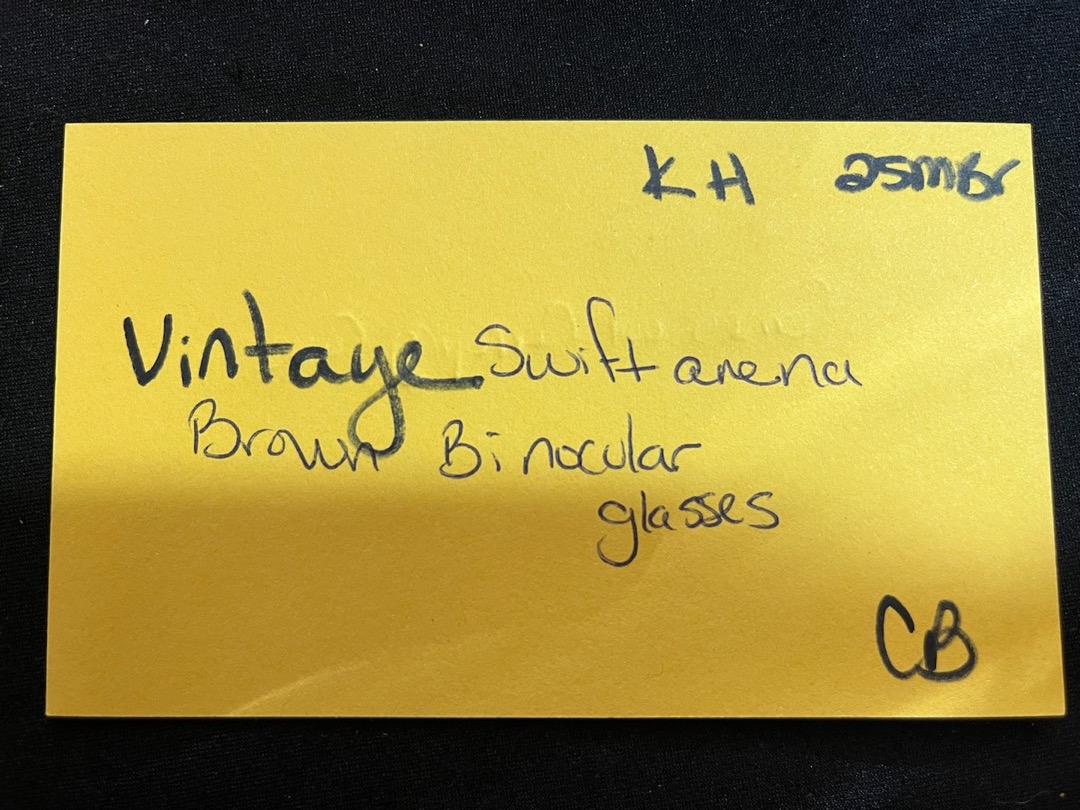 KH 25MBr
Vintage Swift arena
Brown Binocular
glasses
CB